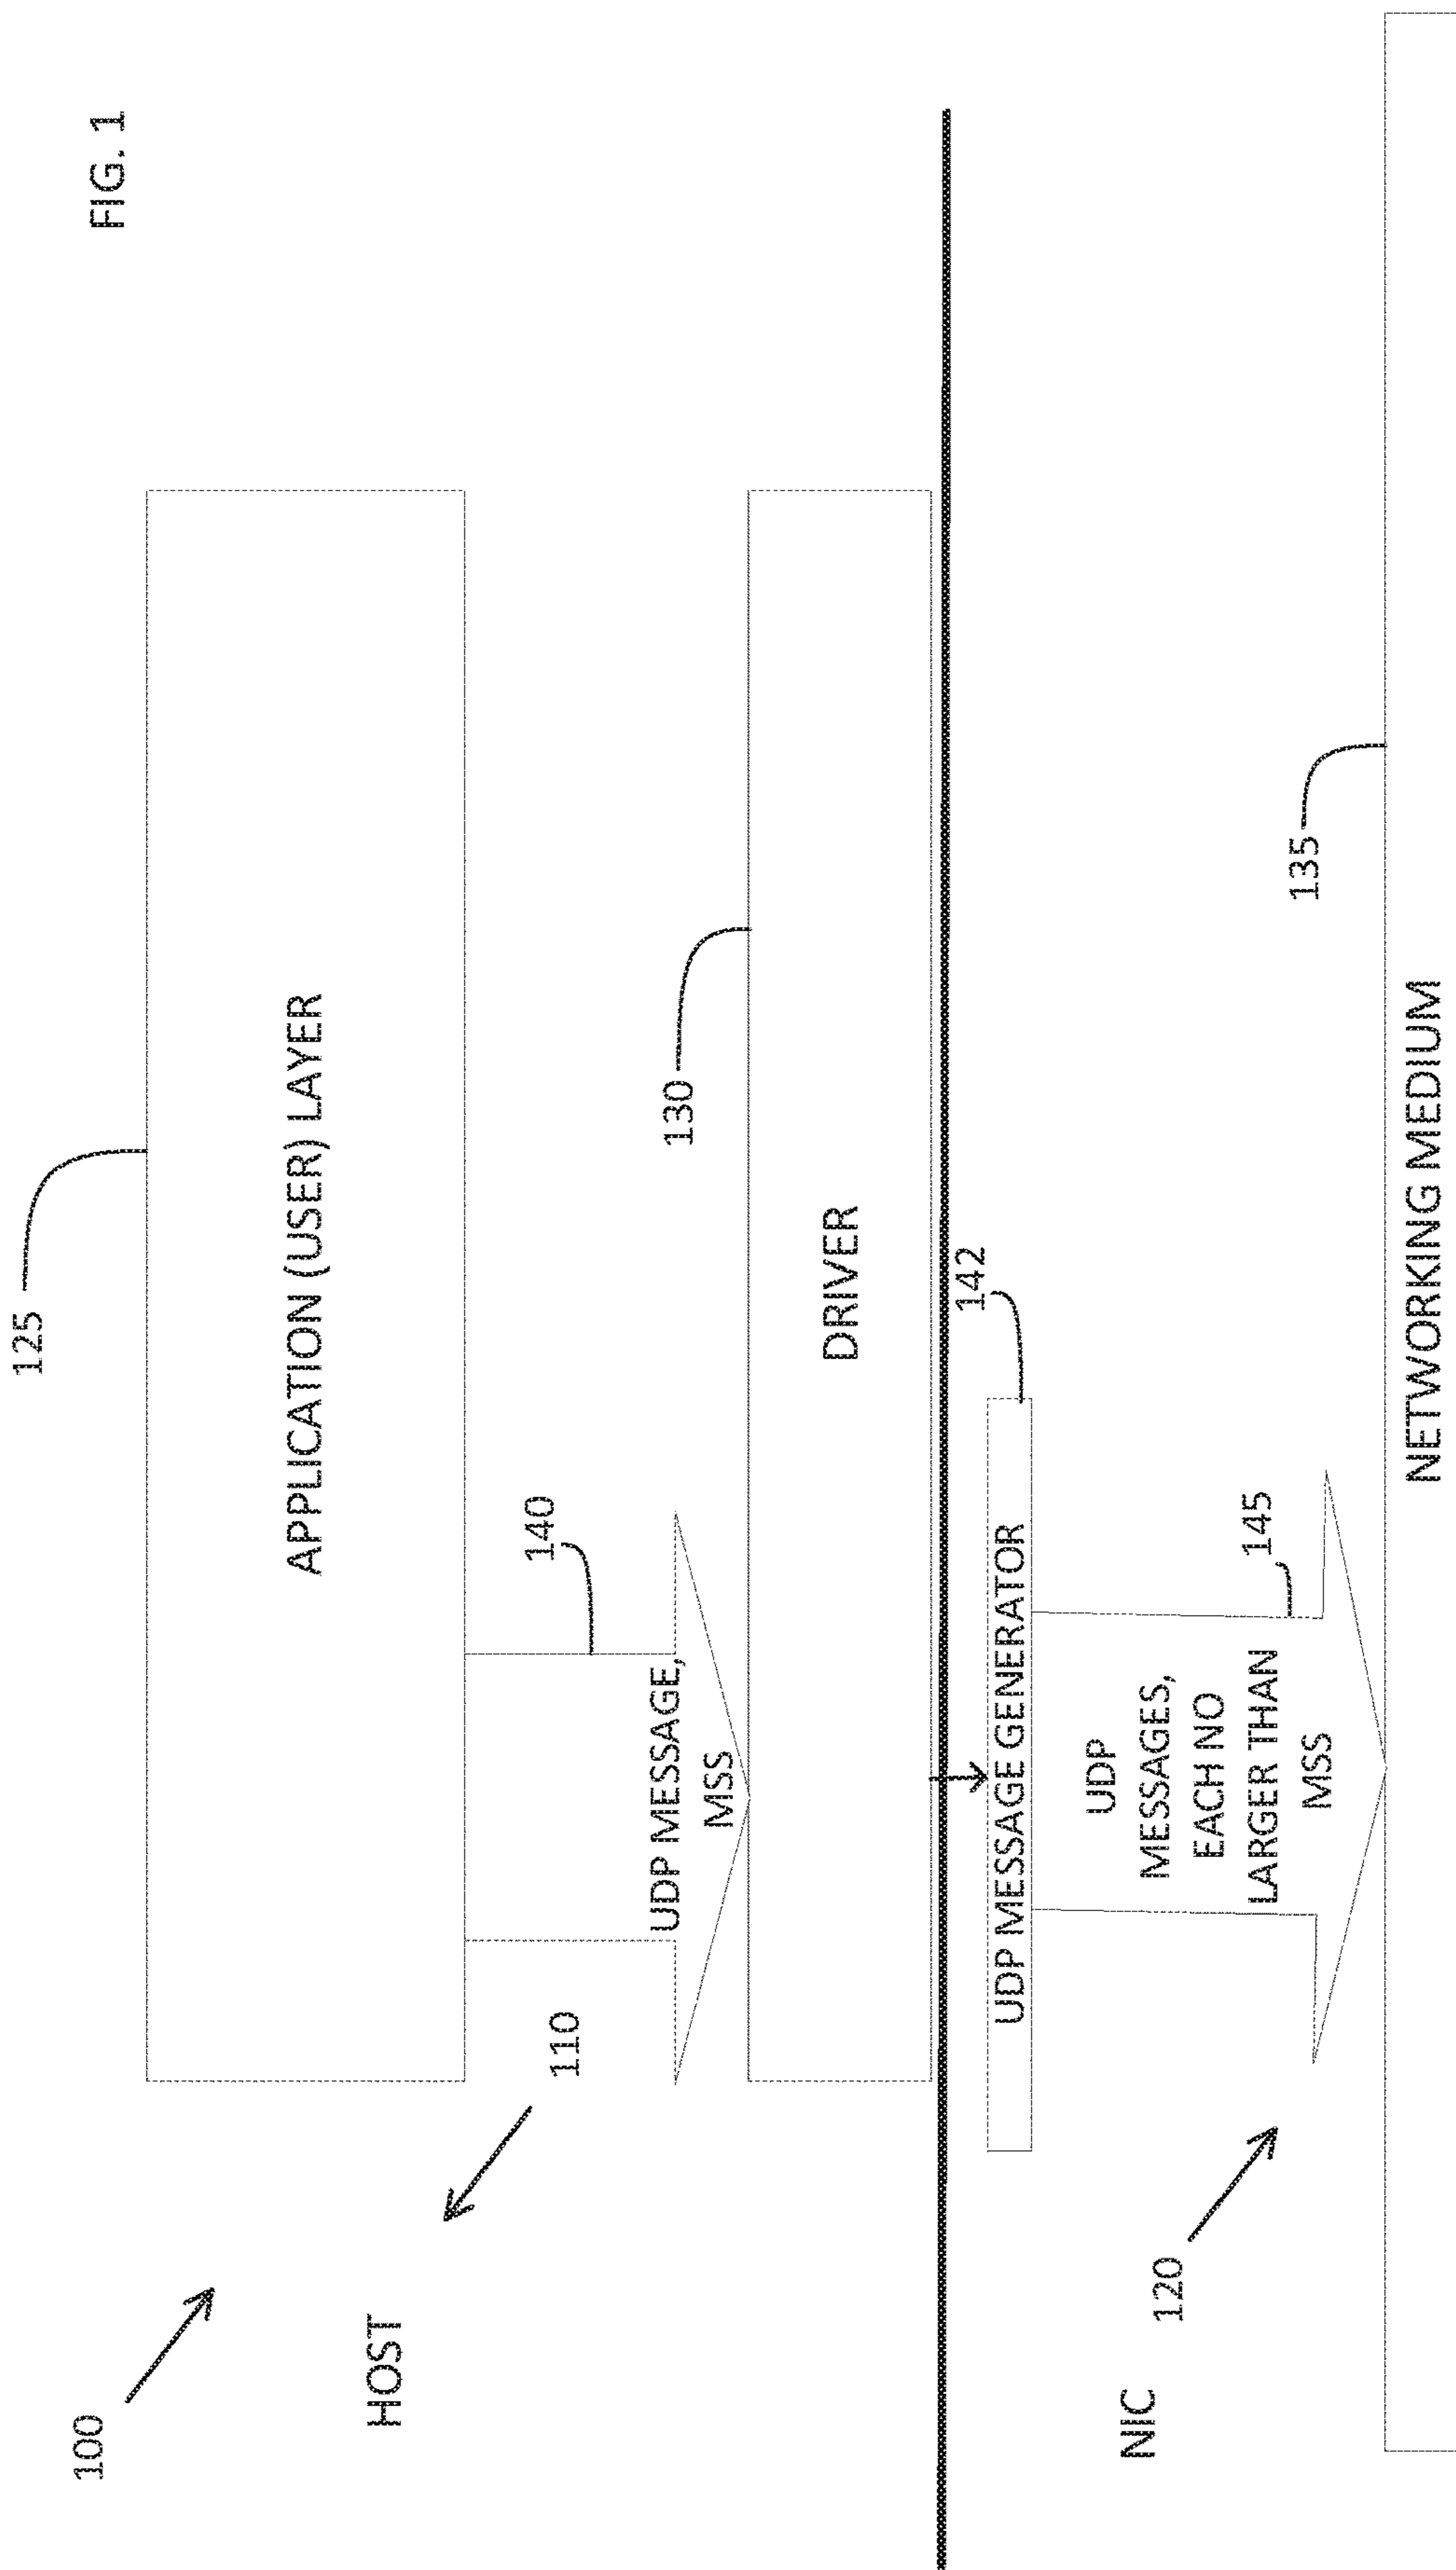 FIG. 1
125
100
APPLICATION (USER) LAYER
HOST
110
140
UDP MESSAGE,
MSS
130
DRIVER
142
UDP MESSAGE GENERATOR
NIC
120
UDP
MESSAGES,
EACH NO
LARGER THAN
MSS
145
135
NETWORKING MEDIUM